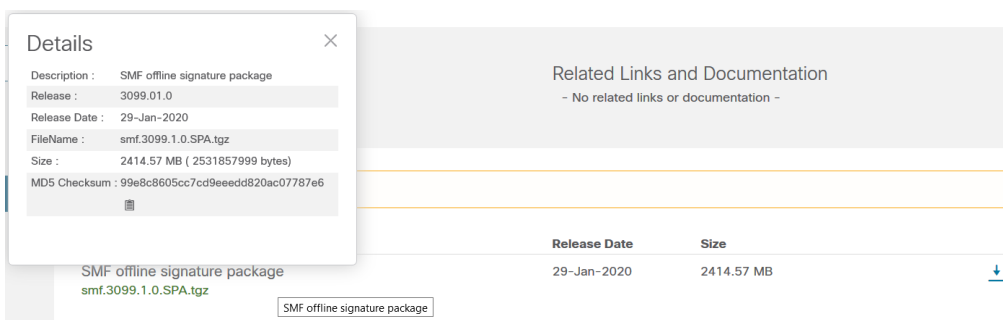 Details
Description : SMF offline signature package
Release : 3099.01.0
Release Date : 29-Jan-2020
FileName : smf.3099.1.0.SPA.tgz
Size : 2414.57 MB ( 2531857999 bytes)
MD5 Checksum : 99e8c8605cc7cd9eeedd820ac07787e6
Related Links and Documentation
- No related links or documentation -
Release Date Size
SMF offline signature package 29-Jan-2020 2414.57 MB
smf.3099.1.0.SPA.tgz
SMF offline signature package